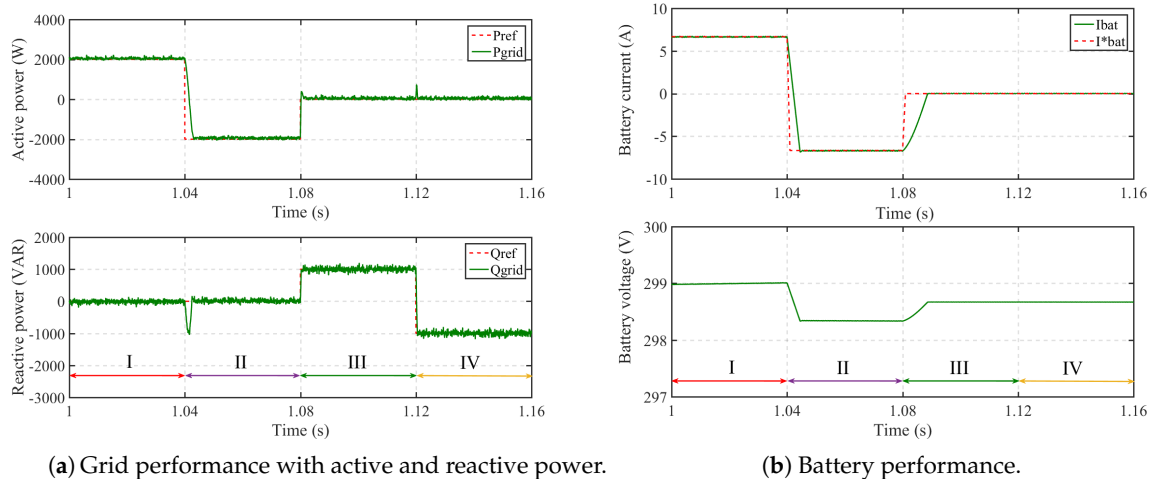 4000
2000
0
-2000
-4000
Active power (W)
Pref
Pgrid
1
1.04
1.08
1.12
1.16
Time (s)
2000
1000
0
-1000
-2000
-3000
Reactive power (VAR)
Qref
Qgrid
I
II
III
IV
1
1.04
1.08
1.12
1.16
Time (s)
(a) Grid performance with active and reactive power.
10
5
0
-5
-10
Battery current (A)
Ibat
I*bat
1
1.04
1.08
1.12
1.16
Time (s)
300
299
298
297
Battery voltage (V)
I
II
III
IV
1
1.04
1.08
1.12
1.16
Time (s)
(b) Battery performance.